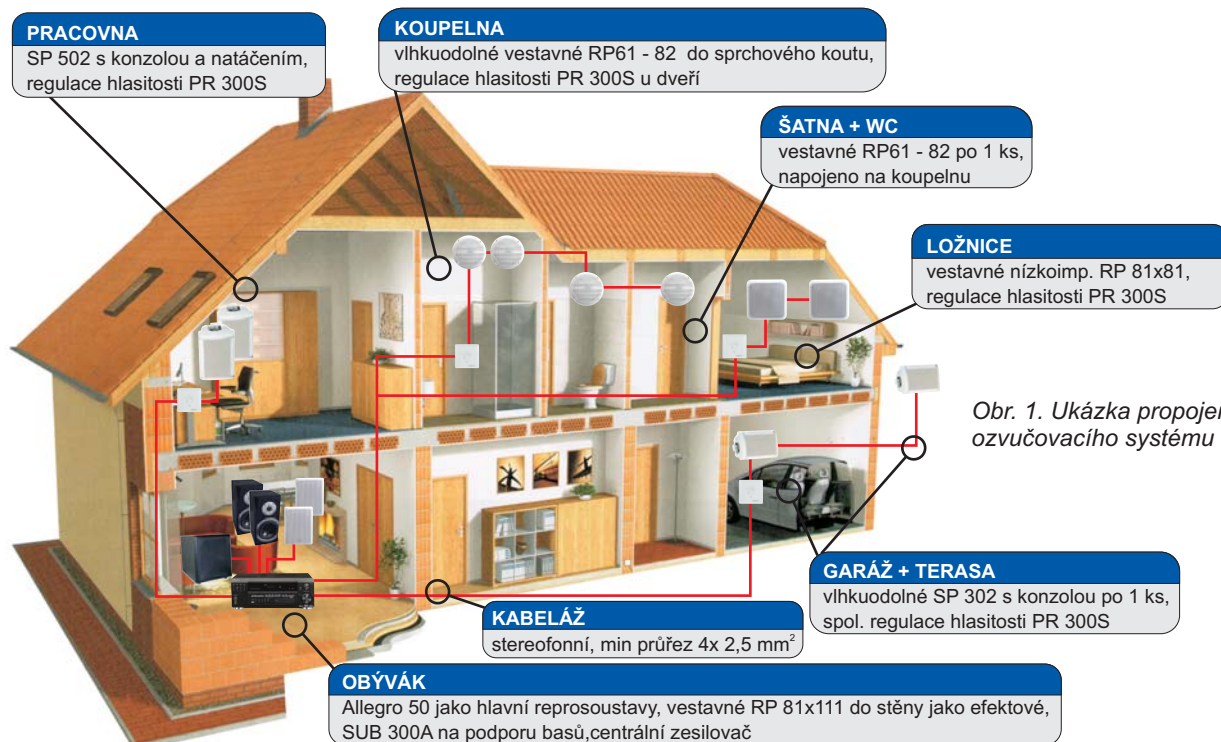 PRACOVNA
SP 502 s konzolou a natáčením,
regulace hlasitosti PR 300S
KOUPELNA
vlhkuodolné vestavné RP61 - 82 do sprchového koutu,
regulace hlasitosti PR 300S u dveří
ŠATNA + WC
vestavné RP61 - 82 po 1 ks,
napojeno na koupelnu
LOŽNICE
vestavné nízkoimp. RP 81x81,
regulace hlasitosti PR 300S
Obr. 1. Ukázka propojen
ozvučovacího systému
GARÁŽ + TERASA
vlhkuodolné SP 302 s konzolou po 1 ks,
spol. regulace hlasitosti PR 300S
KABELÁŽ
stereofonní, min průřez 4x 2,5 mm²
OBÝVÁK
Allegro 50 jako hlavní reprosoustavy, vestavné RP 81x111 do stěny jako efektové,
SUB 300A na podporu basů,centrální zesilovač